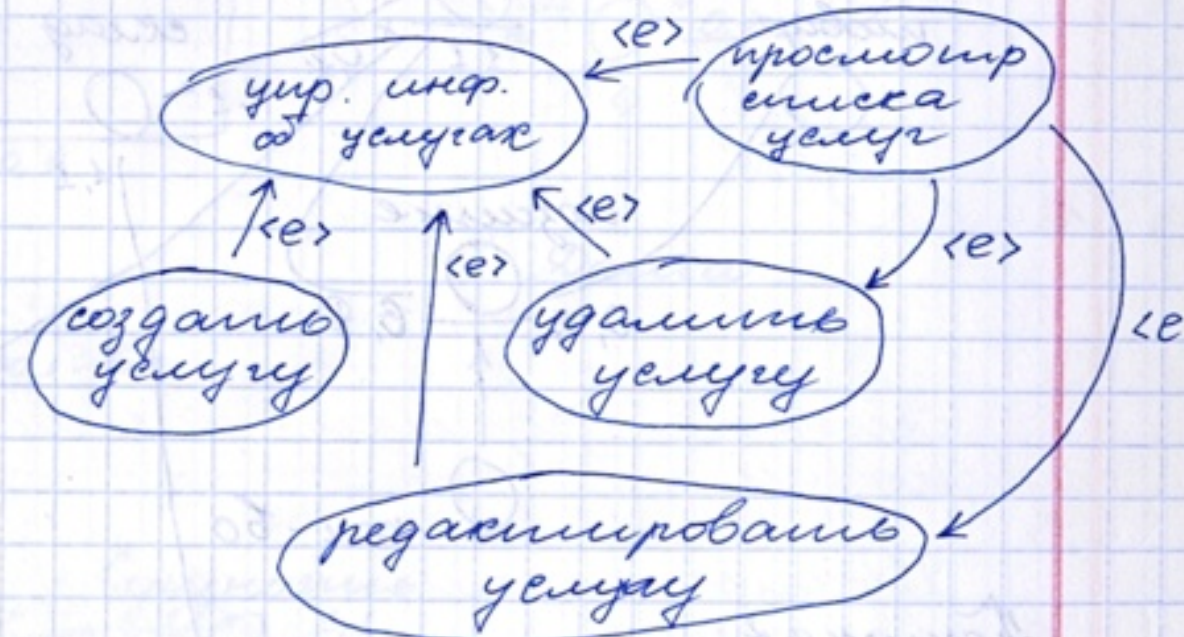 <e>
упр. инф.
об услугах
просмотр
списка
услуг
<e>
<e>
<e>
<e>
<e
создать
услугу
удалить
услугу
редактировать
услугу